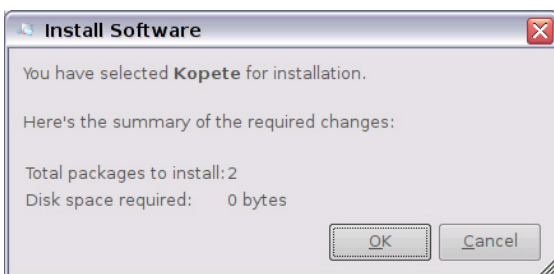 Install Software
You have selected Kopete for installation.
Here's the summary of the required changes:
Total packages to install: 2
Disk space required: 0 bytes
OK Cancel